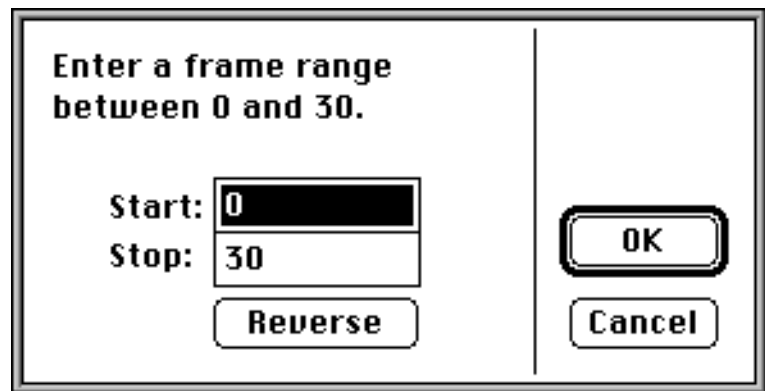 Enter a frame range
between 0 and 30.
Start: 0
Stop: 30
Reverse
OK
Cancel